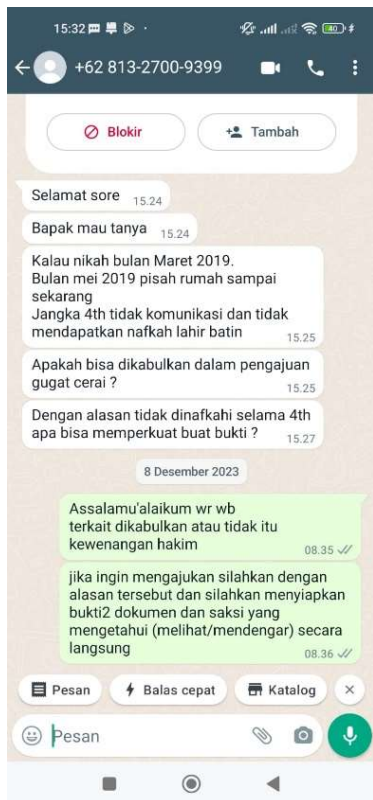 15:32
+62 813-2700-9399
Blokir
Tambah
Selamat sore 15.24
Bapak mau tanya 15.24
Kalau nikah bulan Maret 2019.
Bulan mei 2019 pisah rumah sampai
sekarang
Jangka 4th tidak komunikasi dan tidak
mendapatkan nafkah lahir batin
15.25
Apakah bisa dikabulkan dalam pengajuan
gugat cerai ?
15.25
Dengan alasan tidak dinafkahi selama 4th
apa bisa memperkuat buat bukti ?
15.27
8 Desember 2023
Assalamu'alaikum wr wb
terkait dikabulkan atau tidak itu
kewenangan hakim
08.35
jika ingin mengajukan silahkan dengan
alasan tersebut dan silahkan menyiapkan
bukti2 dokumen dan saksi yang
mengetahui (melihat/mendengar) secara
langsung
08.36
Pesan
Balas cepat
Katalog
Pesan